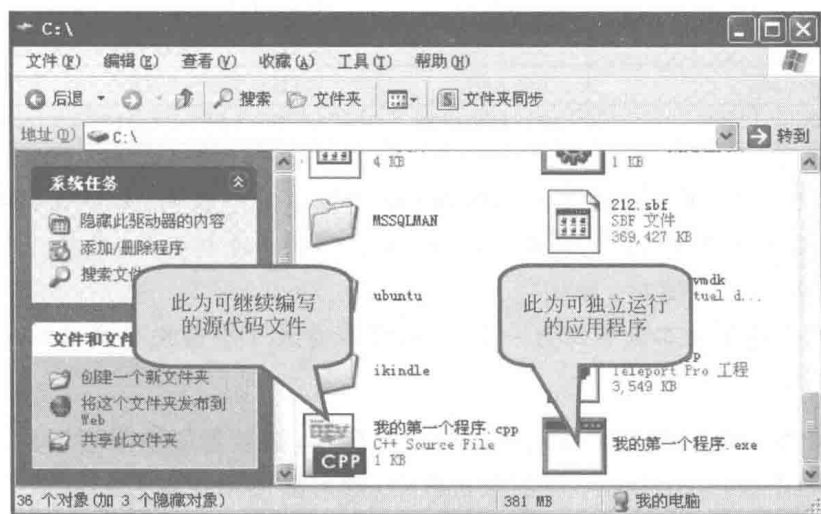 C:\
文件(F) 编辑(E) 查看(V) 收藏(A) 工具(T) 帮助(H)
后退 搜索 文件夹 文件夹同步
地址(D) C:\ 转到
系统任务
隐藏此驱动器的内容
添加/删除程序
搜索文件
文件和文件
创建一个新文件夹
将这个文件夹发布到
Web
共享此文件夹
4 KB
1 KB
MSSQLMAN
212.sbf
SBF 文件
369,427 KB
ubuntu
vmdk
tual d...
ikindle
Teleport Pro 工程
3,549 KB
我的第一个程序.cpp
C++ Source File
1 KB
CPP
我的第一个程序.exe
此为可继续编写
的源代码文件
此为可独立运行
的应用程序
36 个对象(加 3 个隐藏对象) 381 MB 我的电脑